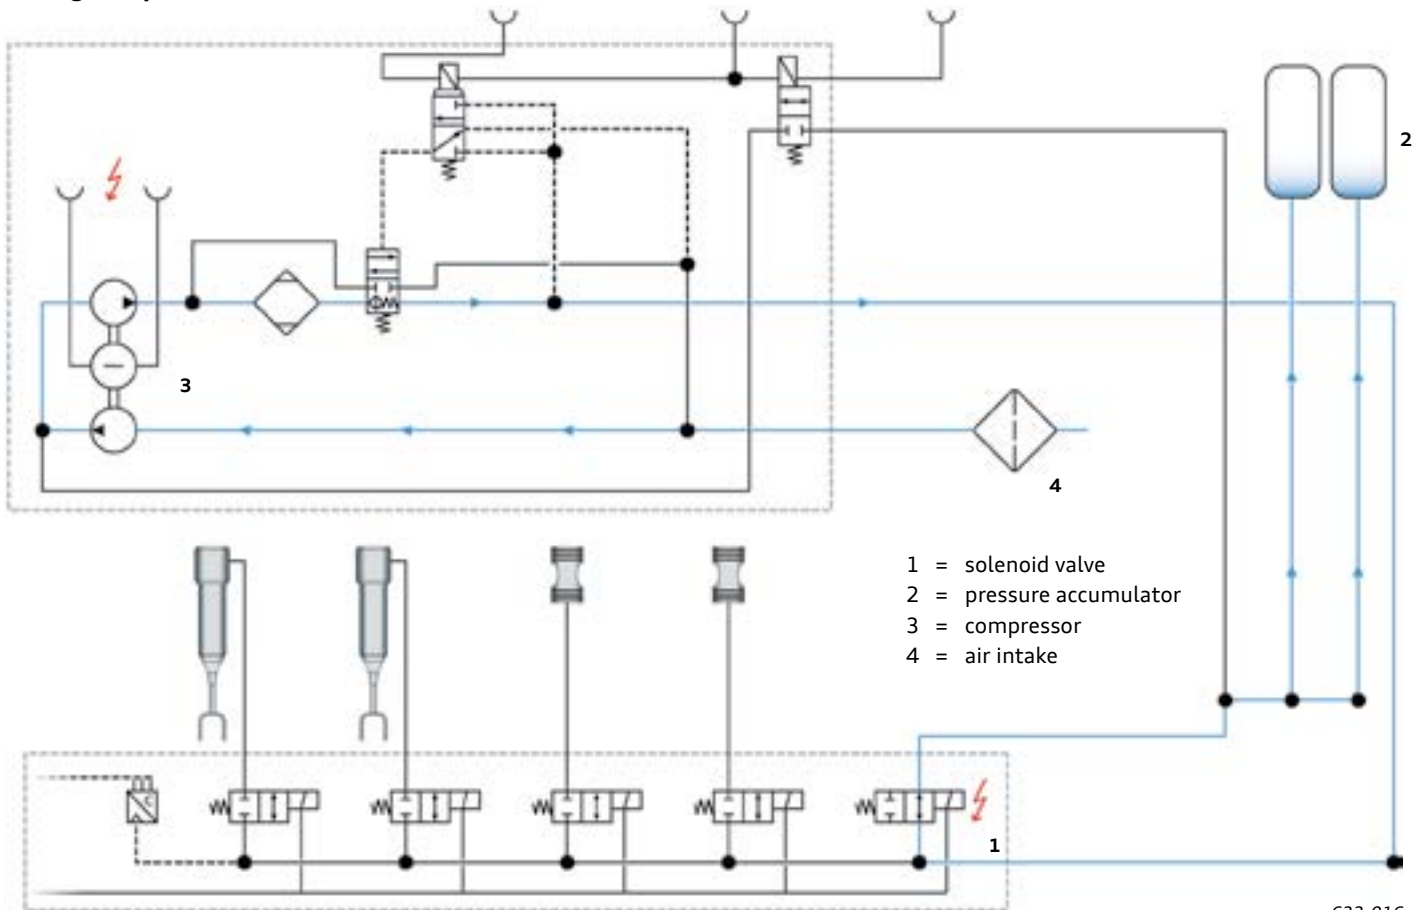 2
3
4
1 = solenoid valve
2 = pressure accumulator
3 = compressor
4 = air intake
1